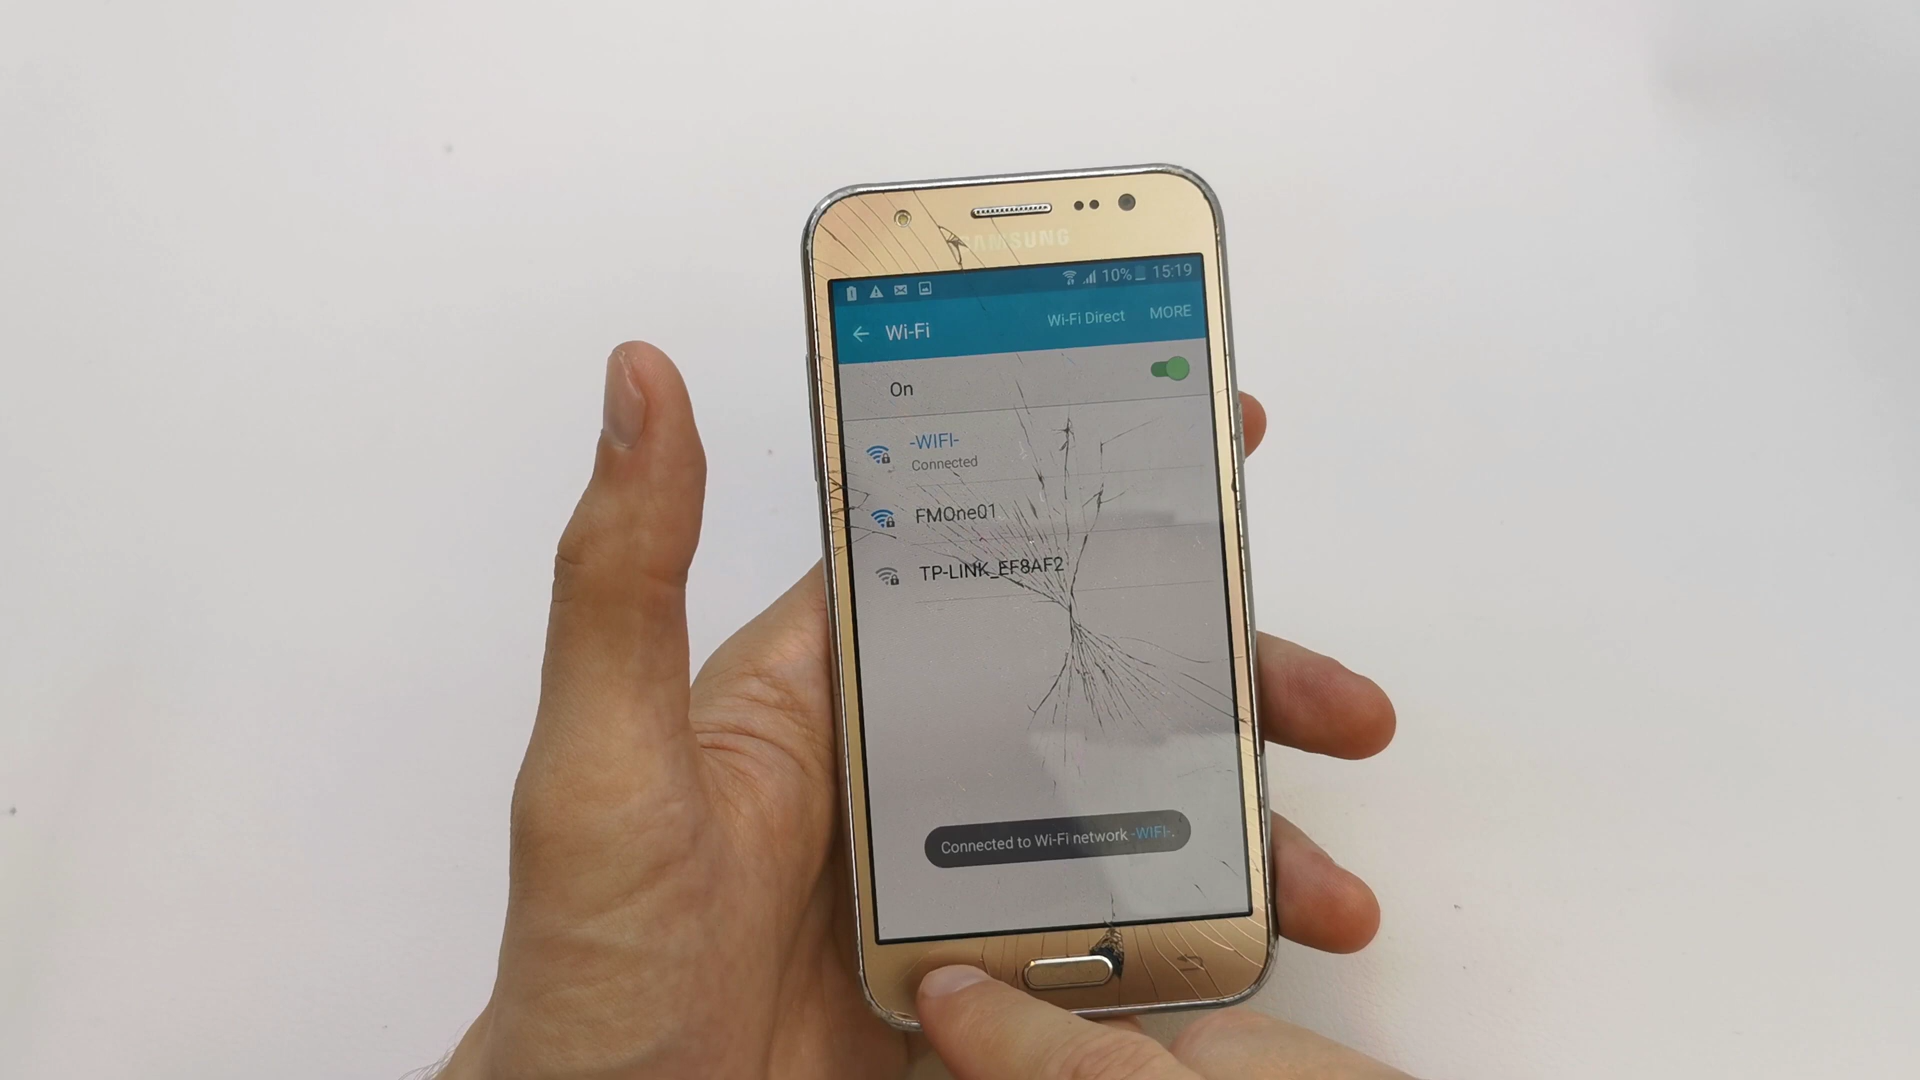 SAMSUNG
10% 15:19
Wi-Fi Wi-Fi Direct MORE
On
-WIFI-
Connected
FMOne01
TP-LINK_EF8AF2
Connected to Wi-Fi network -WIFI-.